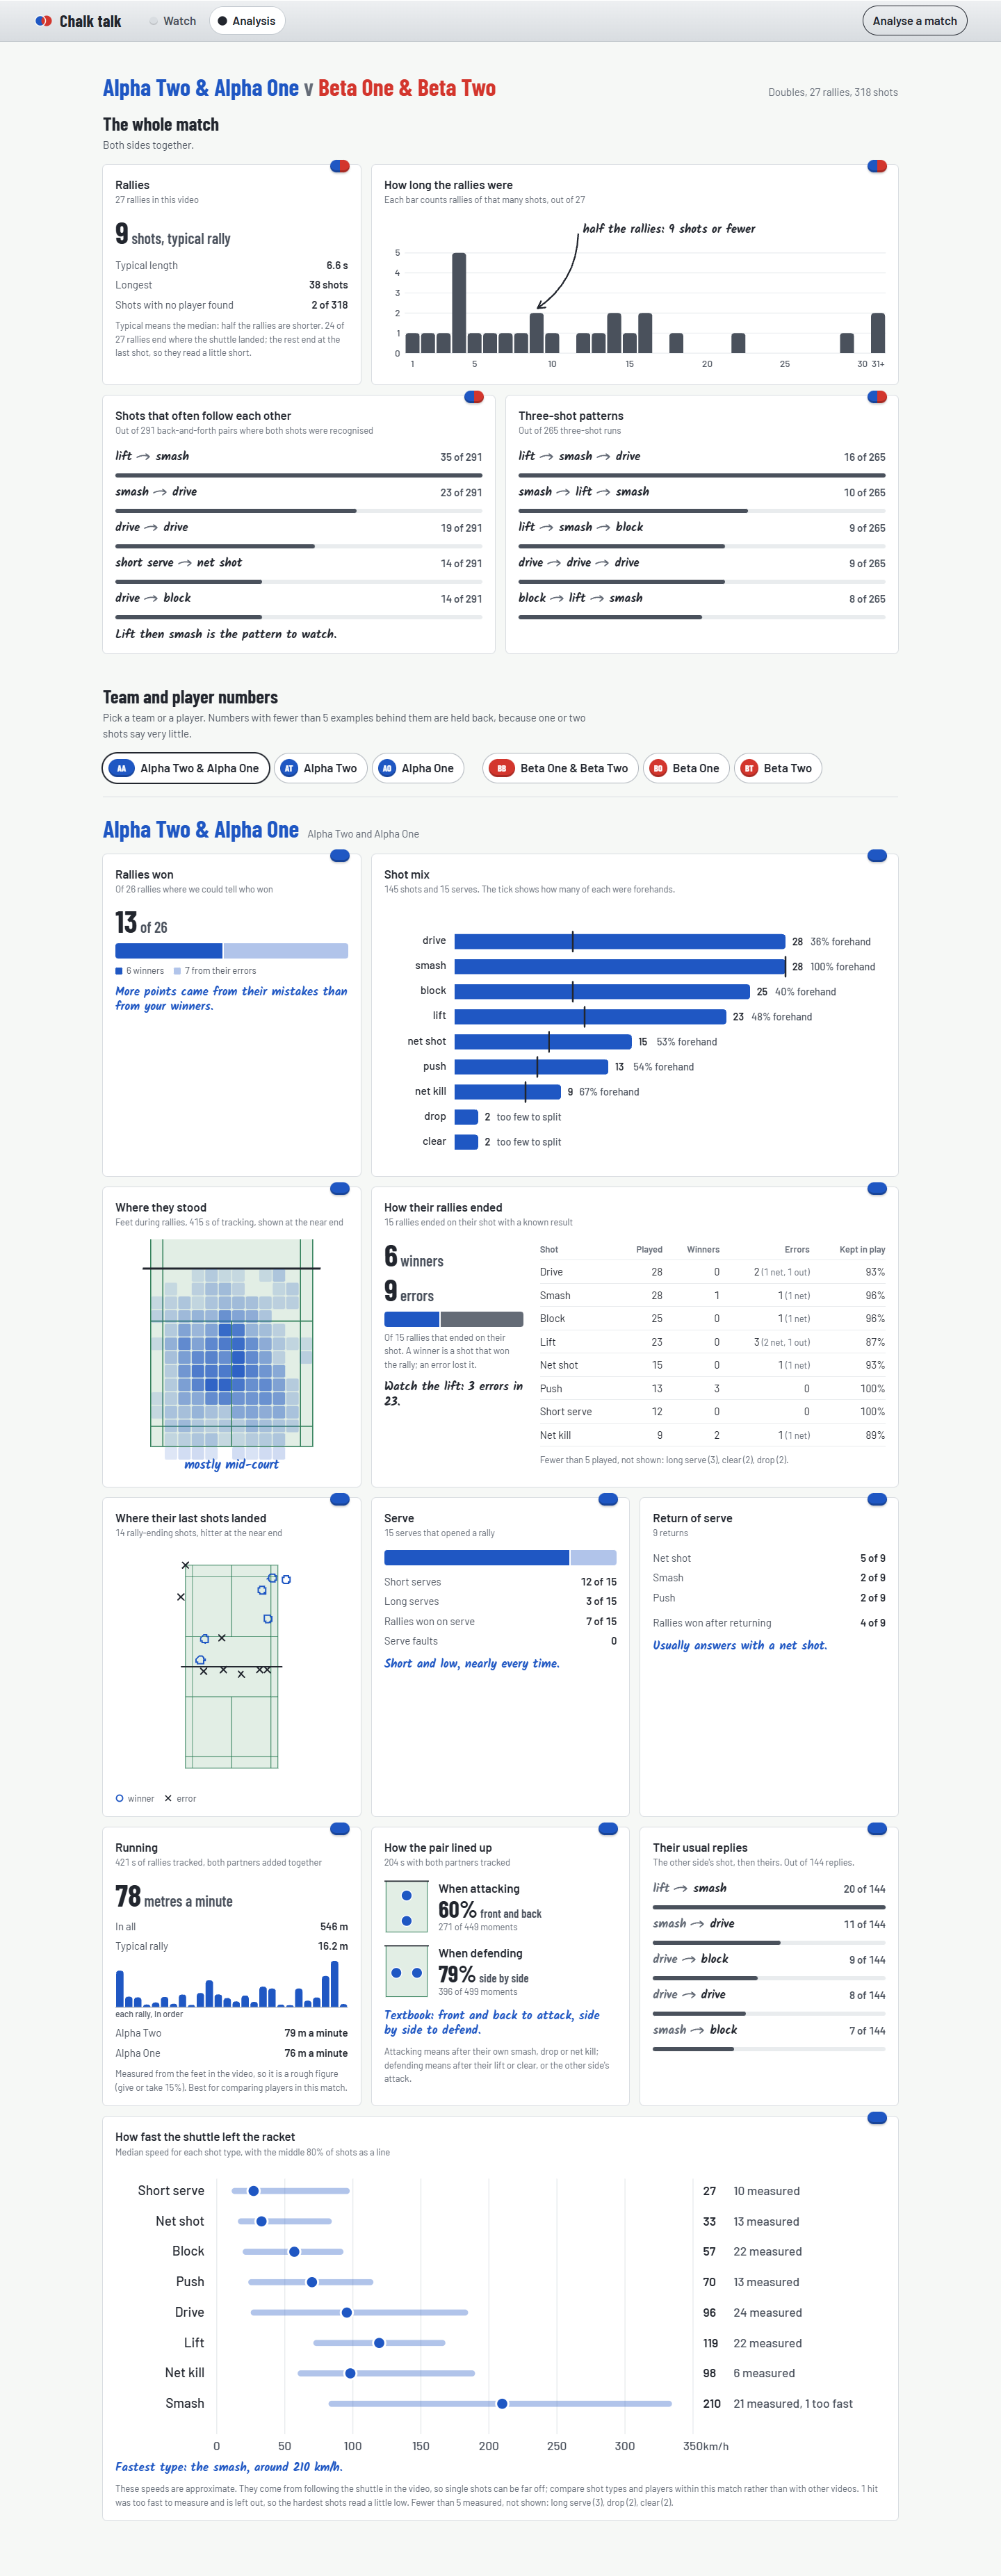 Chalk talk
Watch
Analysis
Analyse a match
Alpha Two & Alpha One v Beta One & Beta Two
Doubles, 27 rallies, 318 shots
The whole match
Both sides together.
Rallies
27 rallies in this video
9 shots, typical rally
Typical length 6.6 s
Longest 38 shots
Shots with no player found 2 of 318
Typical means the median: half the rallies are shorter. 24 of
27 rallies end where the shuttle landed; the rest end at the
last shot, so they read a little short.
How long the rallies were
Each bar counts rallies of that many shots, out of 27
half the rallies: 9 shots or fewer
5
4
3
2
1
0
1 5 10 15 20 25 30 31+
Shots that often follow each other
Out of 291 back-and-forth pairs where both shots were recognised
lift → smash 35 of 291
smash → drive 23 of 291
drive → drive 19 of 291
short serve → net shot 14 of 291
drive → block 14 of 291
Lift then smash is the pattern to watch.
Three-shot patterns
Out of 265 three-shot runs
lift → smash → drive 16 of 265
smash → lift → smash 10 of 265
lift → smash → block 9 of 265
drive → drive → drive 9 of 265
block → lift → smash 8 of 265
Team and player numbers
Pick a team or a player. Numbers with fewer than 5 examples behind them are held back, because one or two
shots say very little.
AA Alpha Two & Alpha One
AT Alpha Two
AO Alpha One
BB Beta One & Beta Two
BO Beta One
BT Beta Two
Alpha Two & Alpha One Alpha Two and Alpha One
Rallies won
Of 26 rallies where we could tell who won
13 of 26
6 winners 7 from their errors
More points came from their mistakes than
from your winners.
Shot mix
145 shots and 15 serves. The tick shows how many of each were forehands.
drive 28 36% forehand
smash 28 100% forehand
block 25 40% forehand
lift 23 48% forehand
net shot 15 53% forehand
push 13 54% forehand
net kill 9 67% forehand
drop 2 too few to split
clear 2 too few to split
Where they stood
Feet during rallies, 415 s of tracking, shown at the near end
mostly mid-court
How their rallies ended
15 rallies ended on their shot with a known result
6 winners
9 errors
Of 15 rallies that ended on their
shot. A winner is a shot that won
the rally; an error lost it.
Watch the lift: 3 errors in
23.
Shot Played Winners Errors Kept in play
Drive 28 0 2 (1 net, 1 out) 93%
Smash 28 1 1 (1 net) 96%
Block 25 0 1 (1 net) 96%
Lift 23 0 3 (2 net, 1 out) 87%
Net shot 15 0 1 (1 net) 93%
Push 13 3 0 100%
Short serve 12 0 0 100%
Net kill 9 2 1 (1 net) 89%
Fewer than 5 played, not shown: long serve (3), clear (2), drop (2).
Where their last shots landed
14 rally-ending shots, hitter at the near end
winner error
Serve
15 serves that opened a rally
Short serves 12 of 15
Long serves 3 of 15
Rallies won on serve 7 of 15
Serve faults 0
Short and low, nearly every time.
Return of serve
9 returns
Net shot 5 of 9
Smash 2 of 9
Push 2 of 9
Rallies won after returning 4 of 9
Usually answers with a net shot.
Running
421 s of rallies tracked, both partners added together
78 metres a minute
In all 546 m
Typical rally 16.2 m
each rally, in order
Alpha Two 79 m a minute
Alpha One 76 m a minute
Measured from the feet in the video, so it is a rough figure
(give or take 15%). Best for comparing players in this match.
How the pair lined up
204 s with both partners tracked
When attacking
60% front and back
271 of 449 moments
When defending
79% side by side
396 of 499 moments
Textbook: front and back to attack, side
by side to defend.
Attacking means after their own smash, drop or net kill;
defending means after their lift or clear, or the other side's
attack.
Their usual replies
The other side's shot, then theirs. Out of 144 replies.
lift → smash 20 of 144
smash → drive 11 of 144
drive → block 9 of 144
drive → drive 8 of 144
smash → block 7 of 144
How fast the shuttle left the racket
Median speed for each shot type, with the middle 80% of shots as a line
Short serve 27 10 measured
Net shot 33 13 measured
Block 57 22 measured
Push 70 13 measured
Drive 96 24 measured
Lift 119 22 measured
Net kill 98 6 measured
Smash 210 21 measured, 1 too fast
0 50 100 150 200 250 300 350km/h
Fastest type: the smash, around 210 km/h.
These speeds are approximate. They come from following the shuttle in the video, so single shots can be far off; compare shot types and players within this match rather than with other videos. 1 hit
was too fast to measure and is left out, so the hardest shots read a little low. Fewer than 5 measured, not shown: long serve (3), drop (2), clear (2).